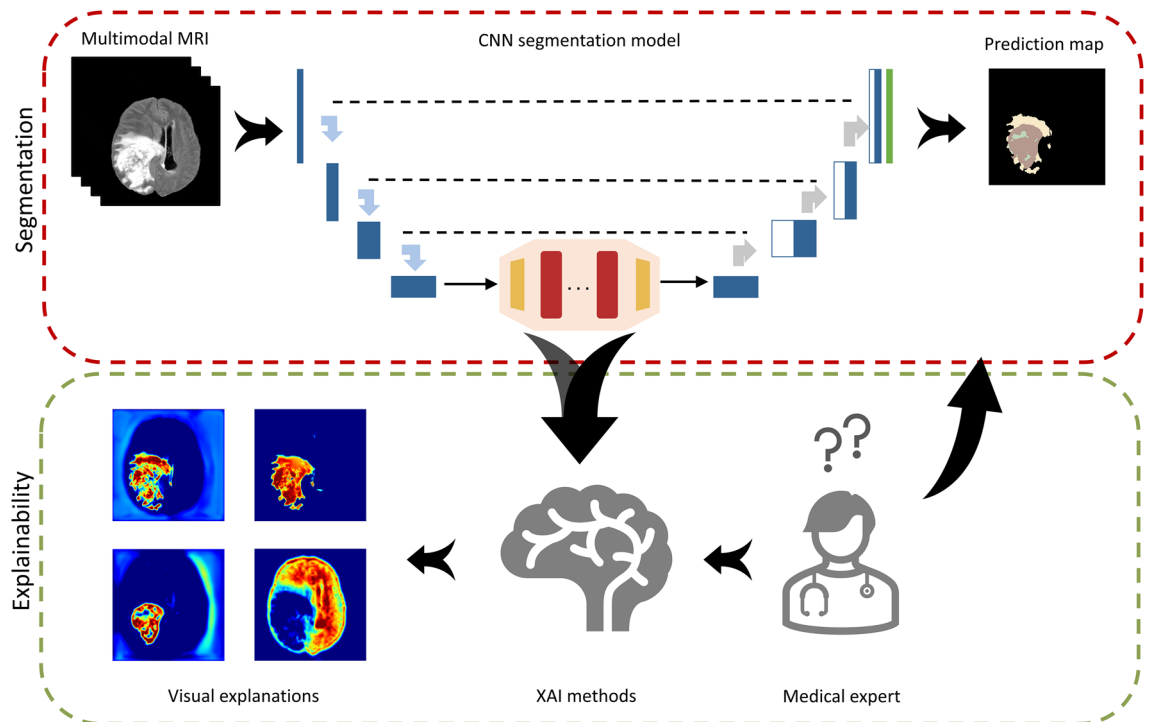 Multimodal MRI
CNN segmentation model
Prediction map
Segmentation
...
??
Explainability
Visual explanations
XAI methods
Medical expert